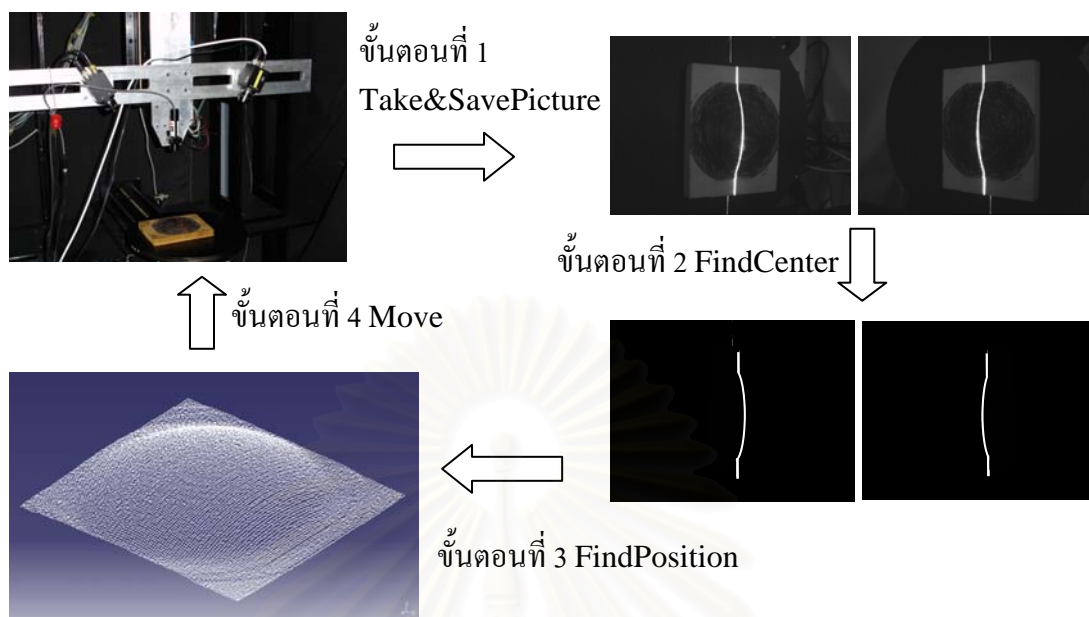 ขั้นตอนที่ 1
Take&SavePicture
ขั้นตอนที่ 2 FindCenter
ขั้นตอนที่ 3 FindPosition
ขั้นตอนที่ 4 Move